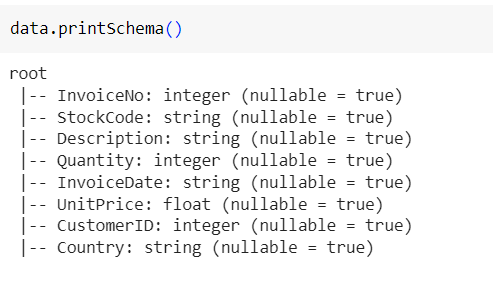 data.printSchema()
root
 |-- InvoiceNo: integer (nullable = true)
 |-- StockCode: string (nullable = true)
 |-- Description: string (nullable = true)
 |-- Quantity: integer (nullable = true)
 |-- InvoiceDate: string (nullable = true)
 |-- UnitPrice: float (nullable = true)
 |-- CustomerID: integer (nullable = true)
 |-- Country: string (nullable = true)